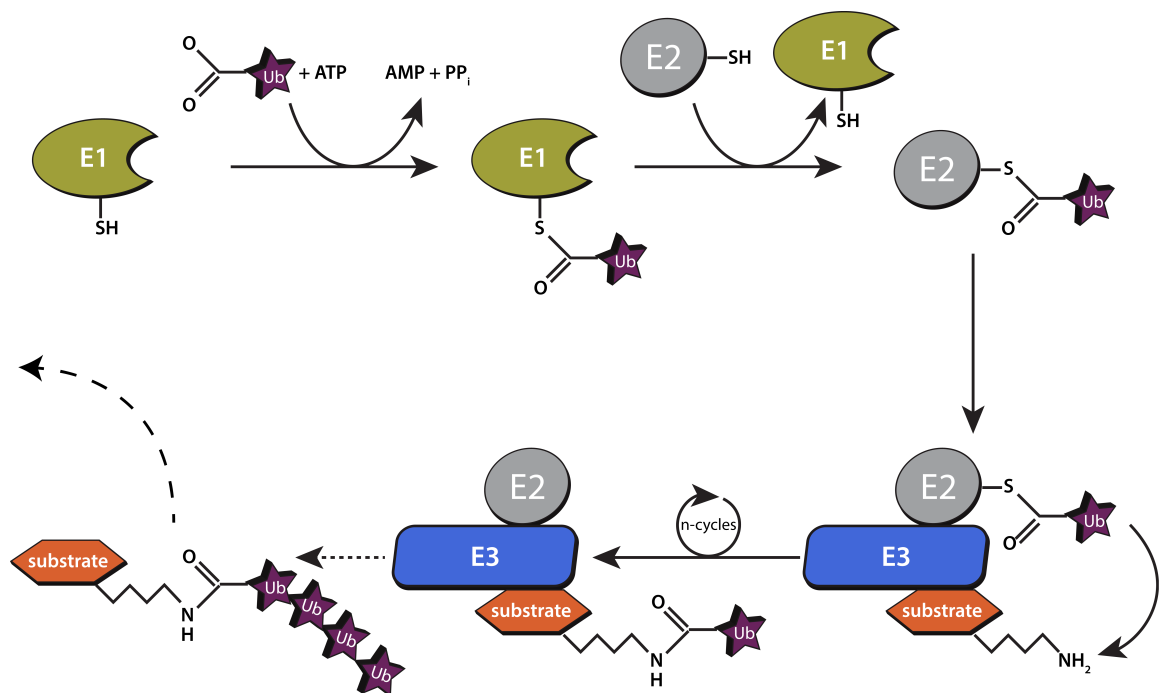 O
O
Ub
+ ATP
AMP + PPi
E1
SH
E1
S
O
Ub
E2
SH
E1
SH
E2
S
O
Ub
E2
S
O
Ub
E3
substrate
NH2
n-cycles
E2
E3
substrate
O
N
H
Ub
substrate
O
N
H
Ub
Ub
Ub
Ub